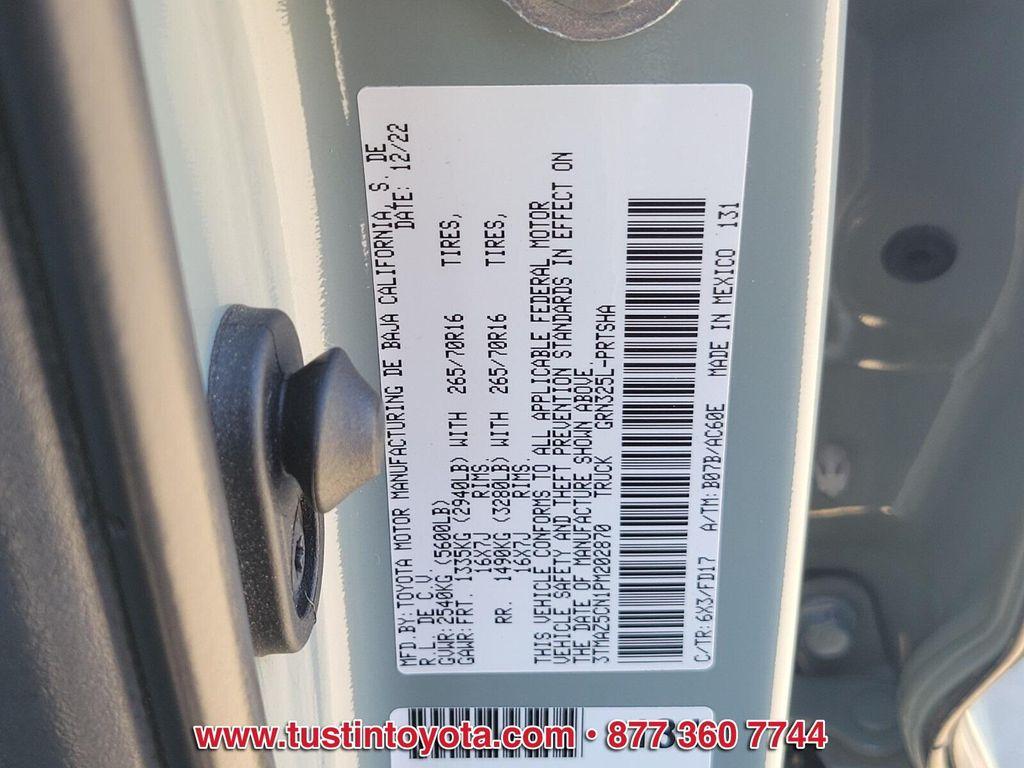 MFD.BY:TOYOTA MOTOR MANUFACTURING DE BAJA CALIFORNIA, S. DE
R.L. DE C.V. DATE: 12/22
GVWR:2540KG(5600LB)
GAWR:FRT. 1335KG (2940LB) WITH 265/70R16 TIRES,
16X7J RIMS,
RR. 1490KG (3280LB) WITH 265/70R16 TIRES,
16X7J RIMS.
THIS VEHICLE CONFORMS TO ALL APPLICABLE FEDERAL MOTOR
VEHICLE SAFETY AND THEFT PREVENTION STANDARDS IN EFFECT ON
THE DATE OF MANUFACTURE SHOWN ABOVE.
3TMAZ5CN1PM202870 TRUCK GRN325L-PRTSHA
C/TR:6X3/FD17 A/TM:B07B/AC60E MADE IN MEXICO 131
www.tustintoyota.com • 877 360 7744